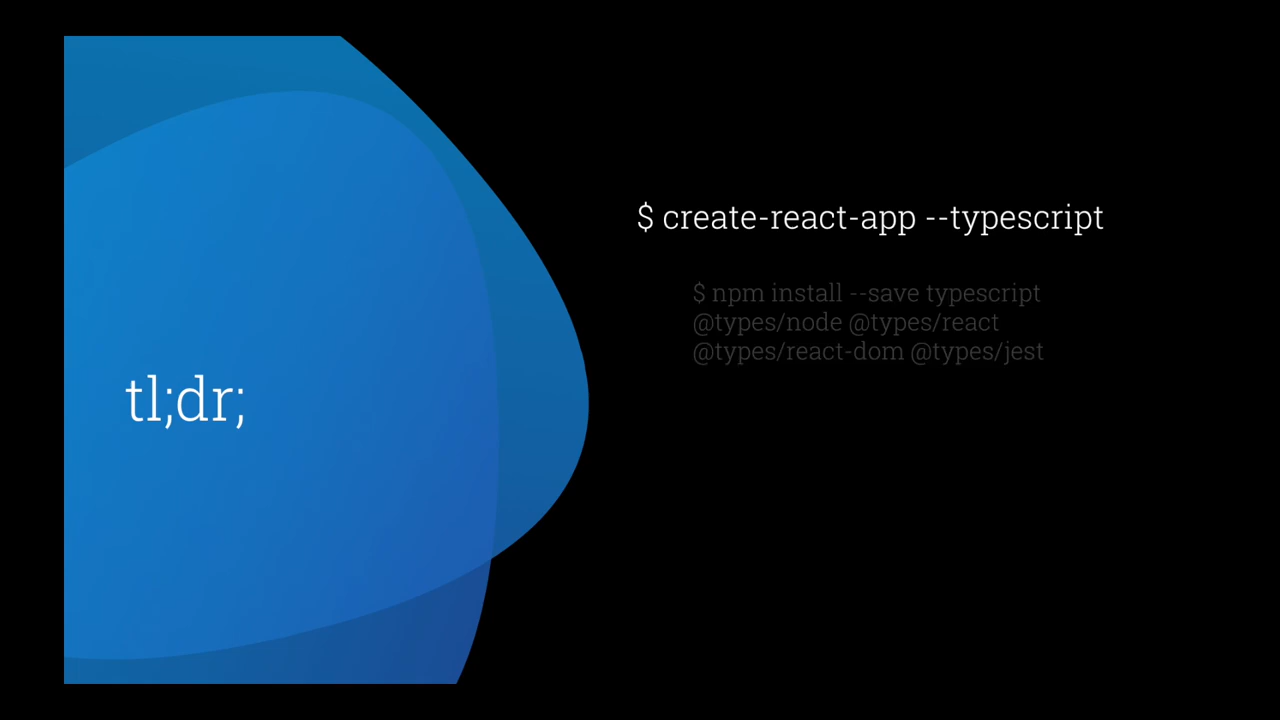 tl;dr;
$ create-react-app --typescript
$ npm install --save typescript
@types/node @types/react
@types/react-dom @types/jest